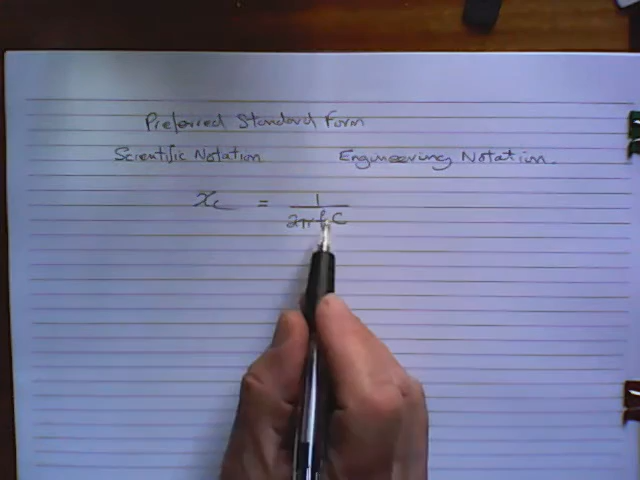 Preferred Standard Form
Scientific Notation Engineering Notation.
Xc = 1
2πfC